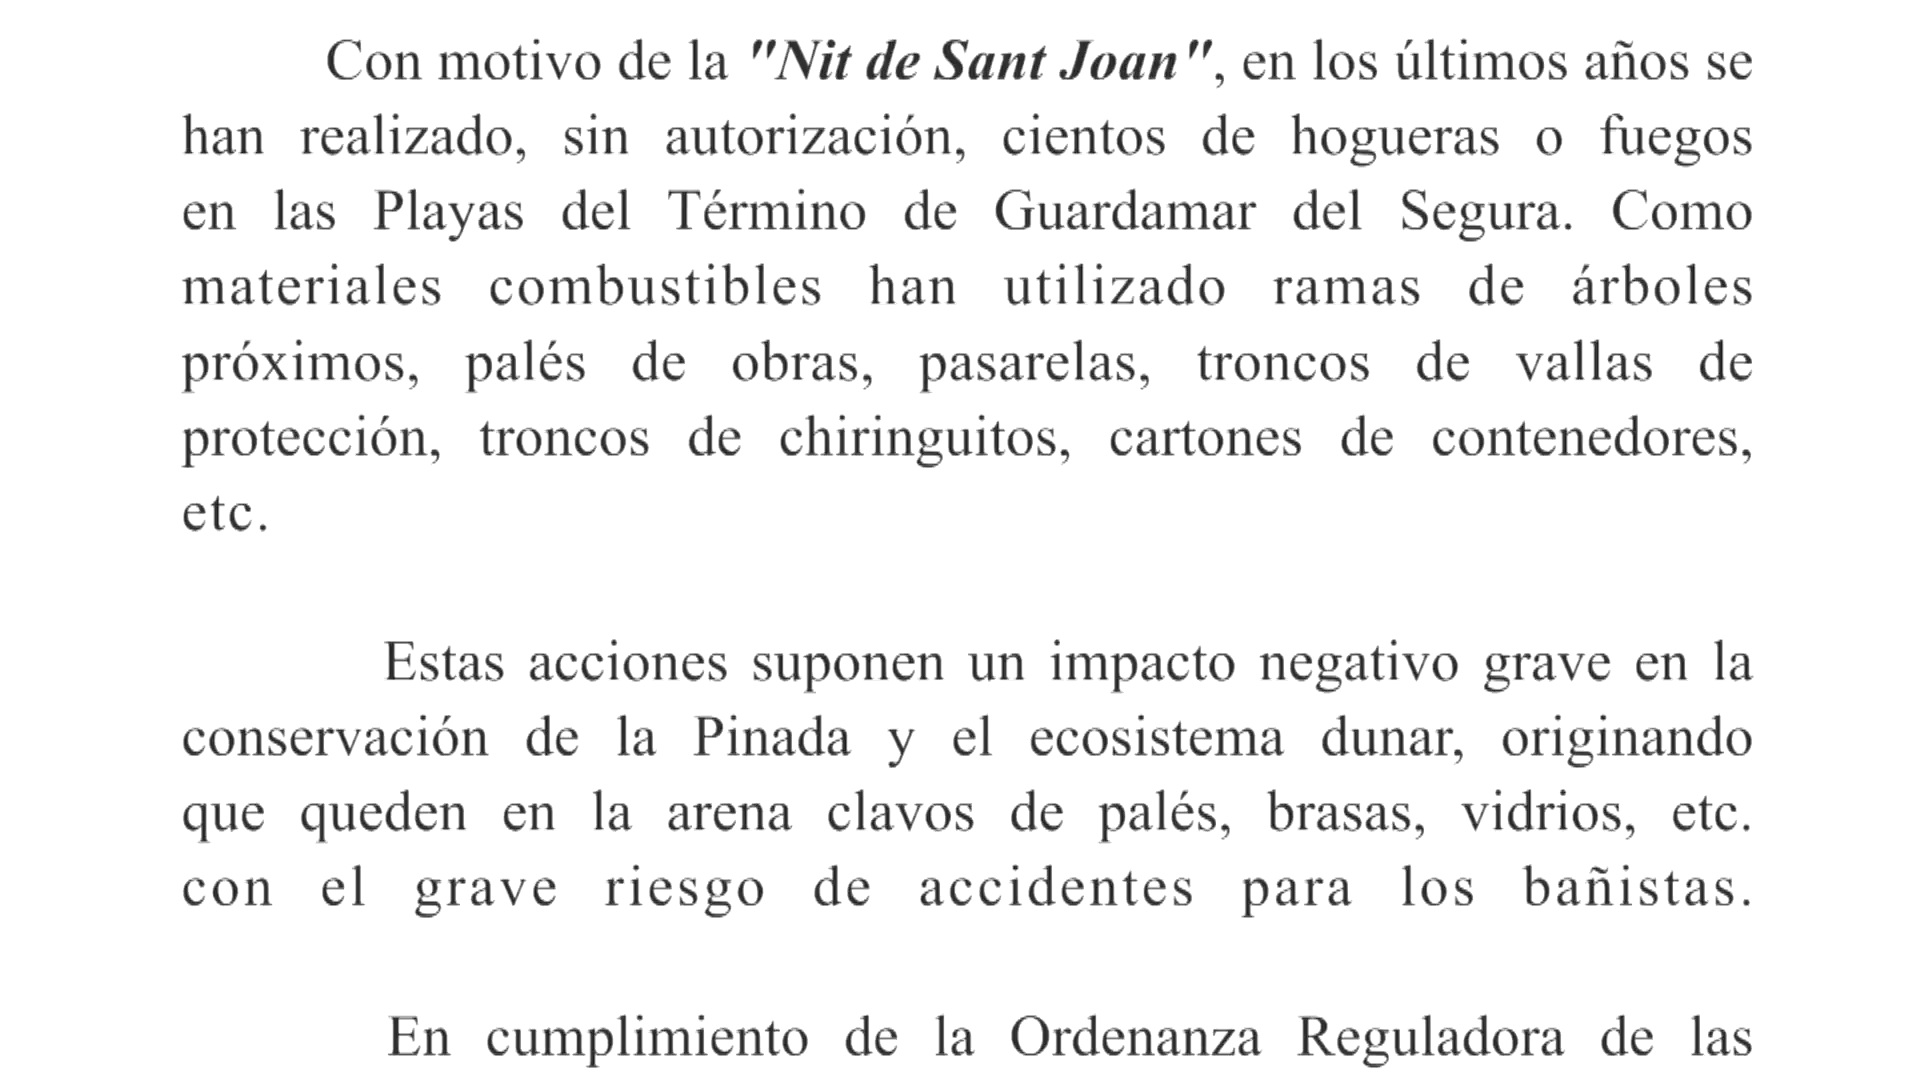 Con motivo de la "Nit de Sant Joan", en los últimos años se
han realizado, sin autorización, cientos de hogueras o fuegos
en las Playas del Término de Guardamar del Segura. Como
materiales combustibles han utilizado ramas de árboles
próximos, palés de obras, pasarelas, troncos de vallas de
protección, troncos de chiringuitos, cartones de contenedores,
etc.
Estas acciones suponen un impacto negativo grave en la
conservación de la Pinada y el ecosistema dunar, originando
que queden en la arena clavos de palés, brasas, vidrios, etc.
con el grave riesgo de accidentes para los bañistas.
En cumplimiento de la Ordenanza Reguladora de las